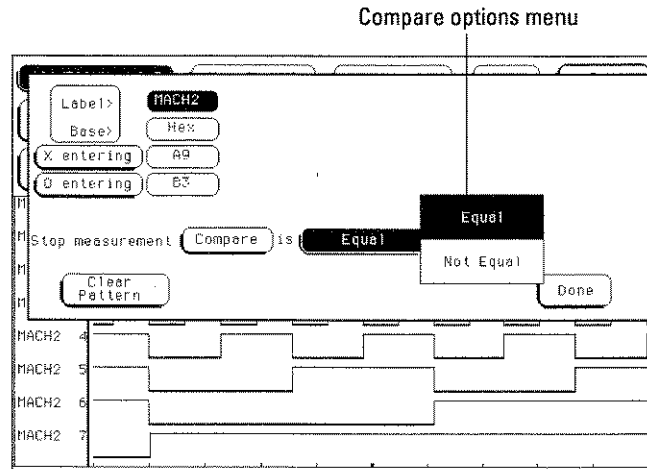 Compare options menu
Label> MACH2
Base> Hex
X entering A9
O entering B3
Stop measurement Compare is Equal
Equal
Not Equal
Clear
Pattern
Done
MACH2 4
MACH2 5
MACH2 6
MACH2 7